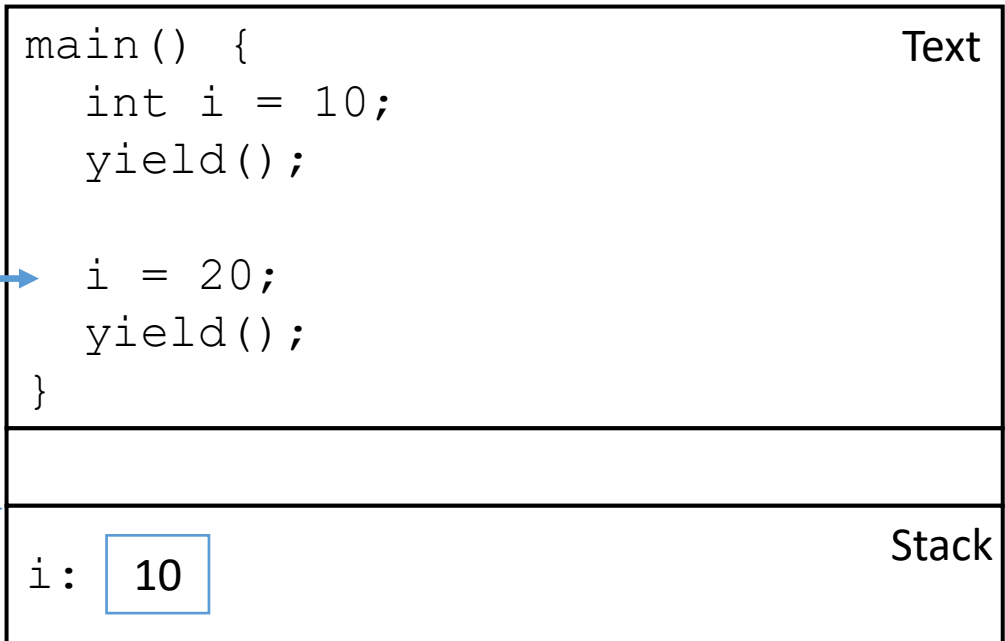 main() { Text
  int i = 10;
  yield();
  i = 20;
  yield();
}
Stack
i: 10